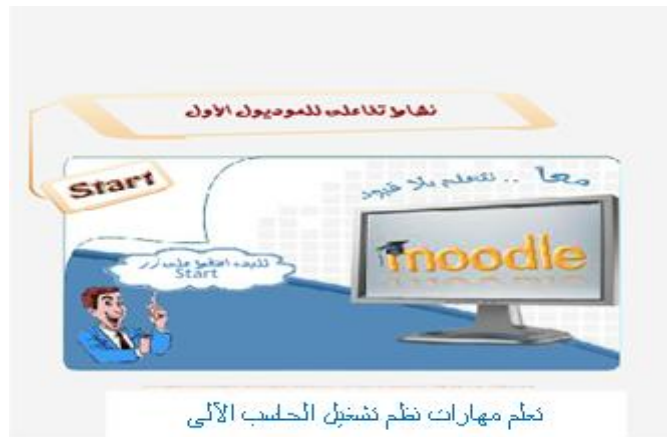 نشاط تفاعلى للموديول الأول
Start
معا .. نتعلم بلا قيود
moodle
للبدء اضغط على زر
Start
تعلم مهارات نظم تشغيل الحاسب الآلى